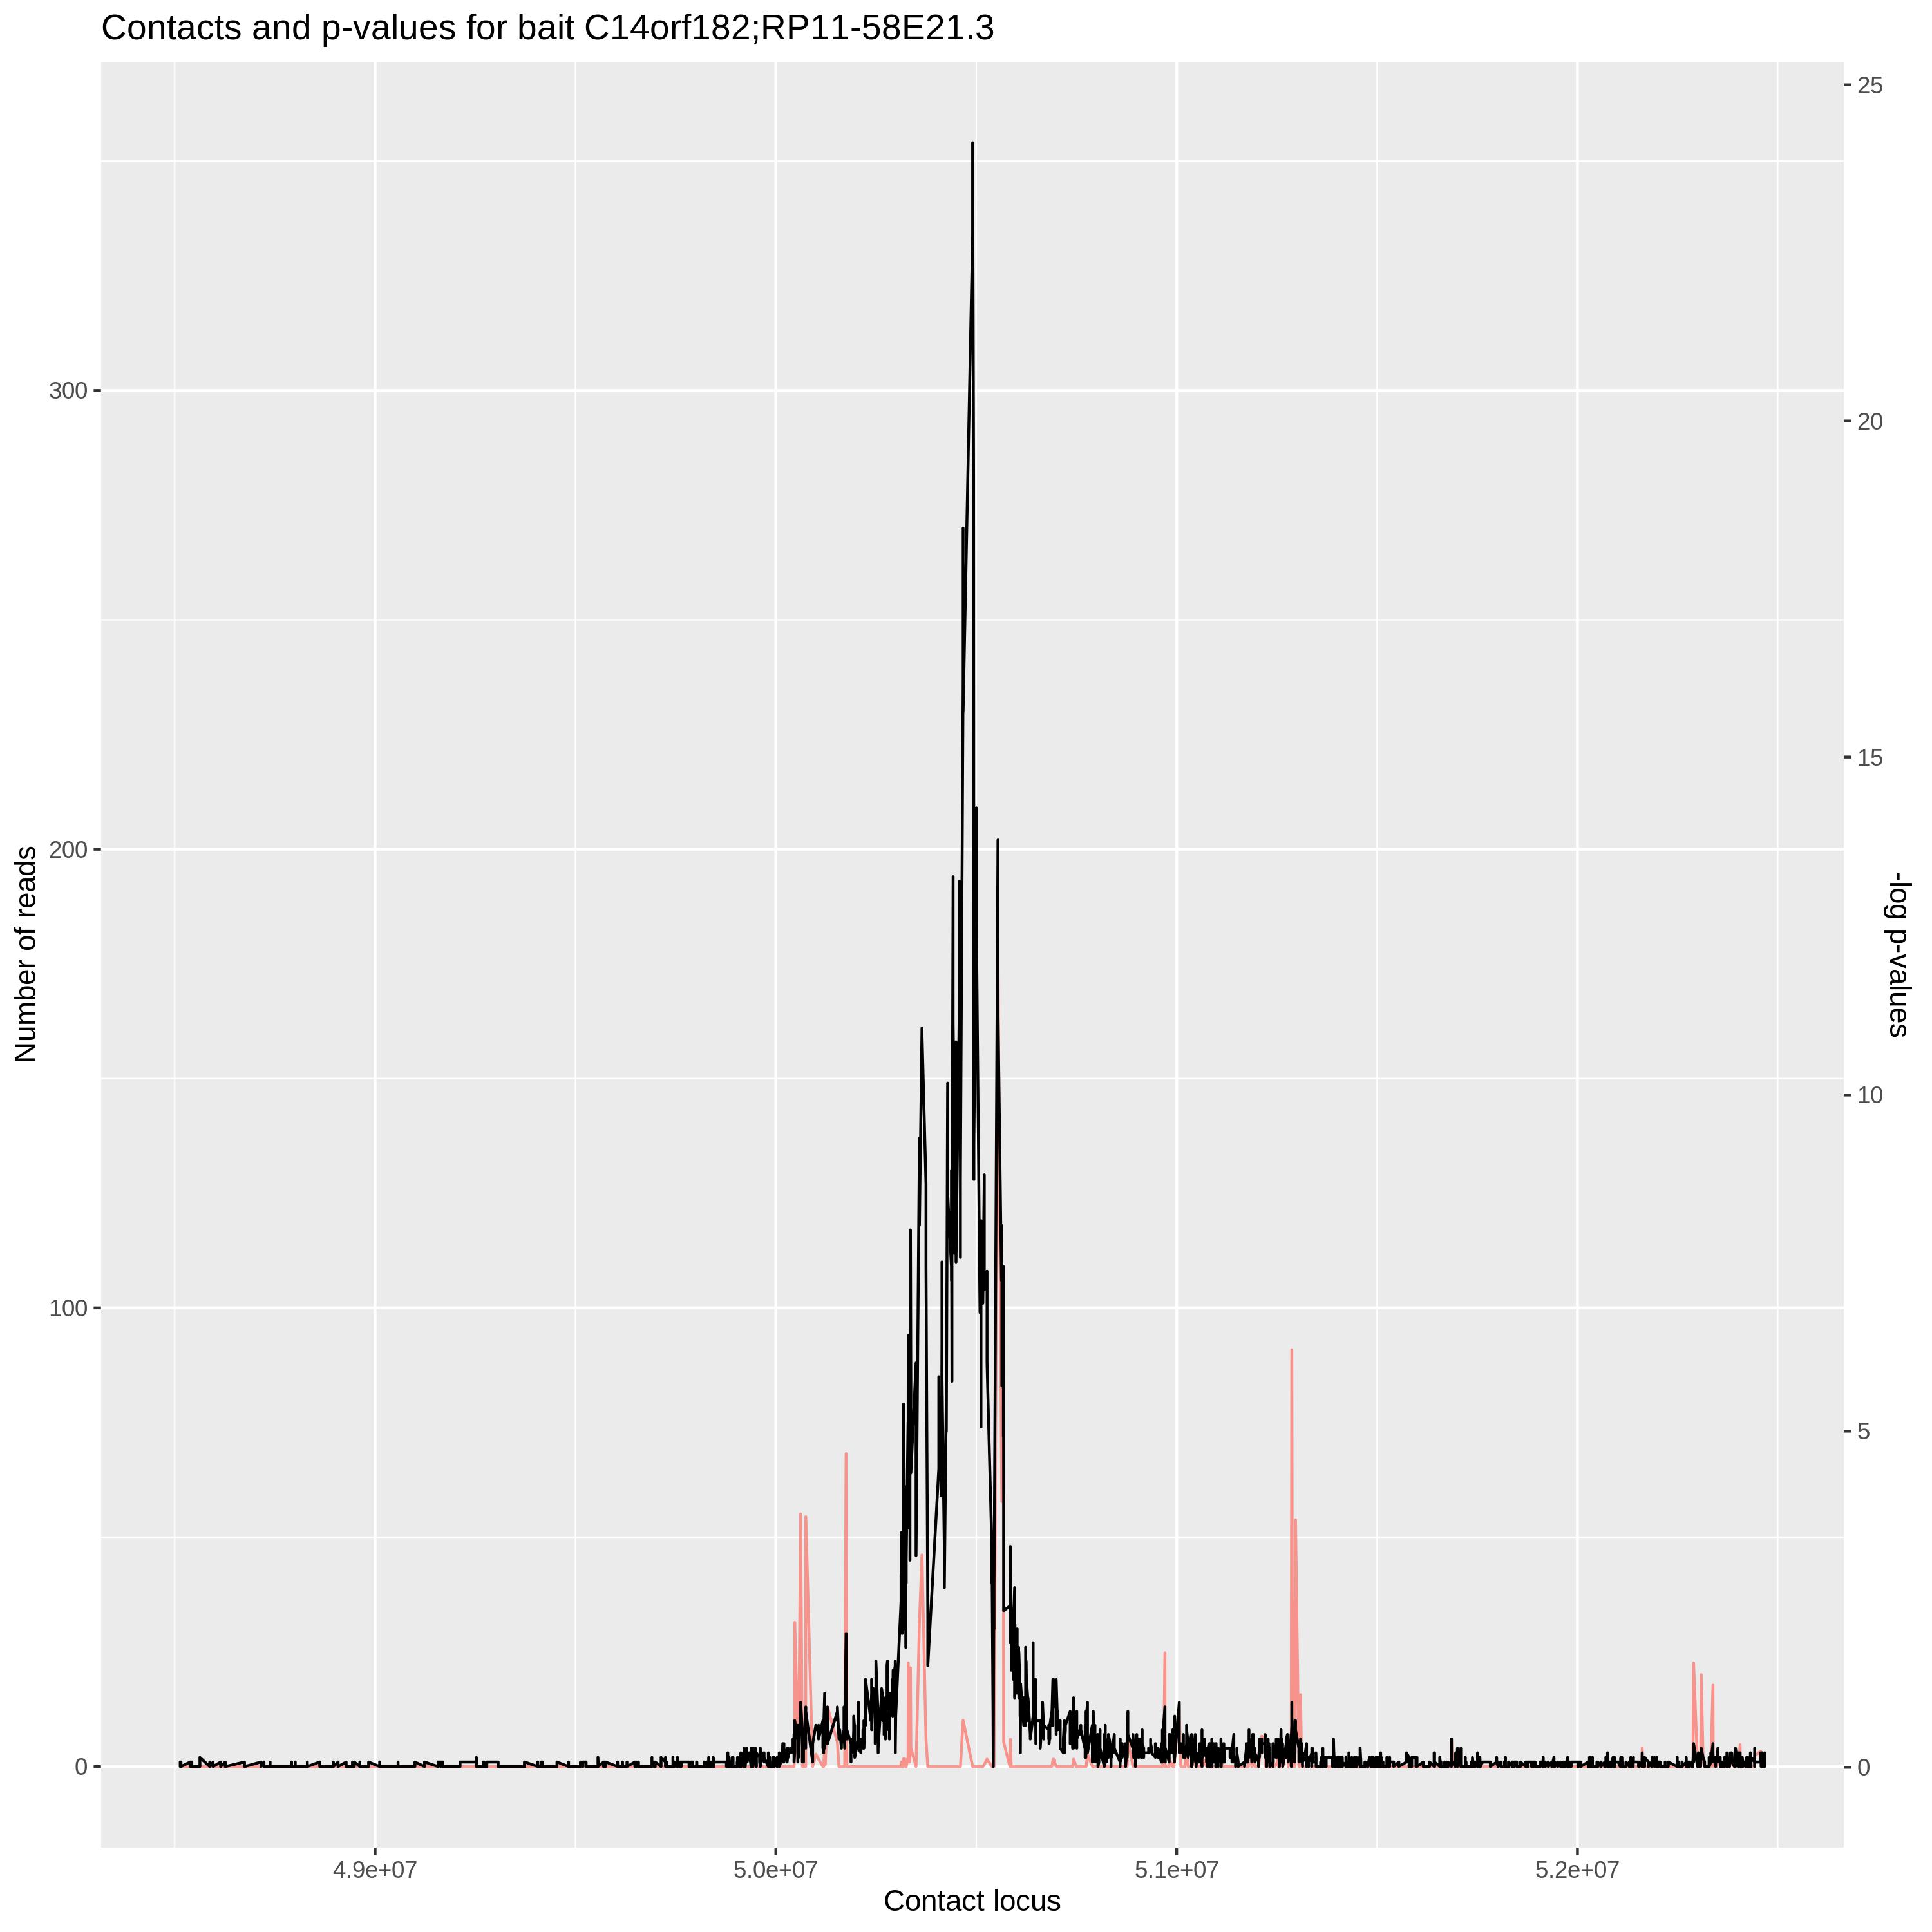 Contacts and p-values for bait C14orf182;RP11-58E21.3
Number of reads
300
200
100
0
25
20
15
10
5
0
-log p-values
4.9e+07
5.0e+07
5.1e+07
5.2e+07
Contact locus